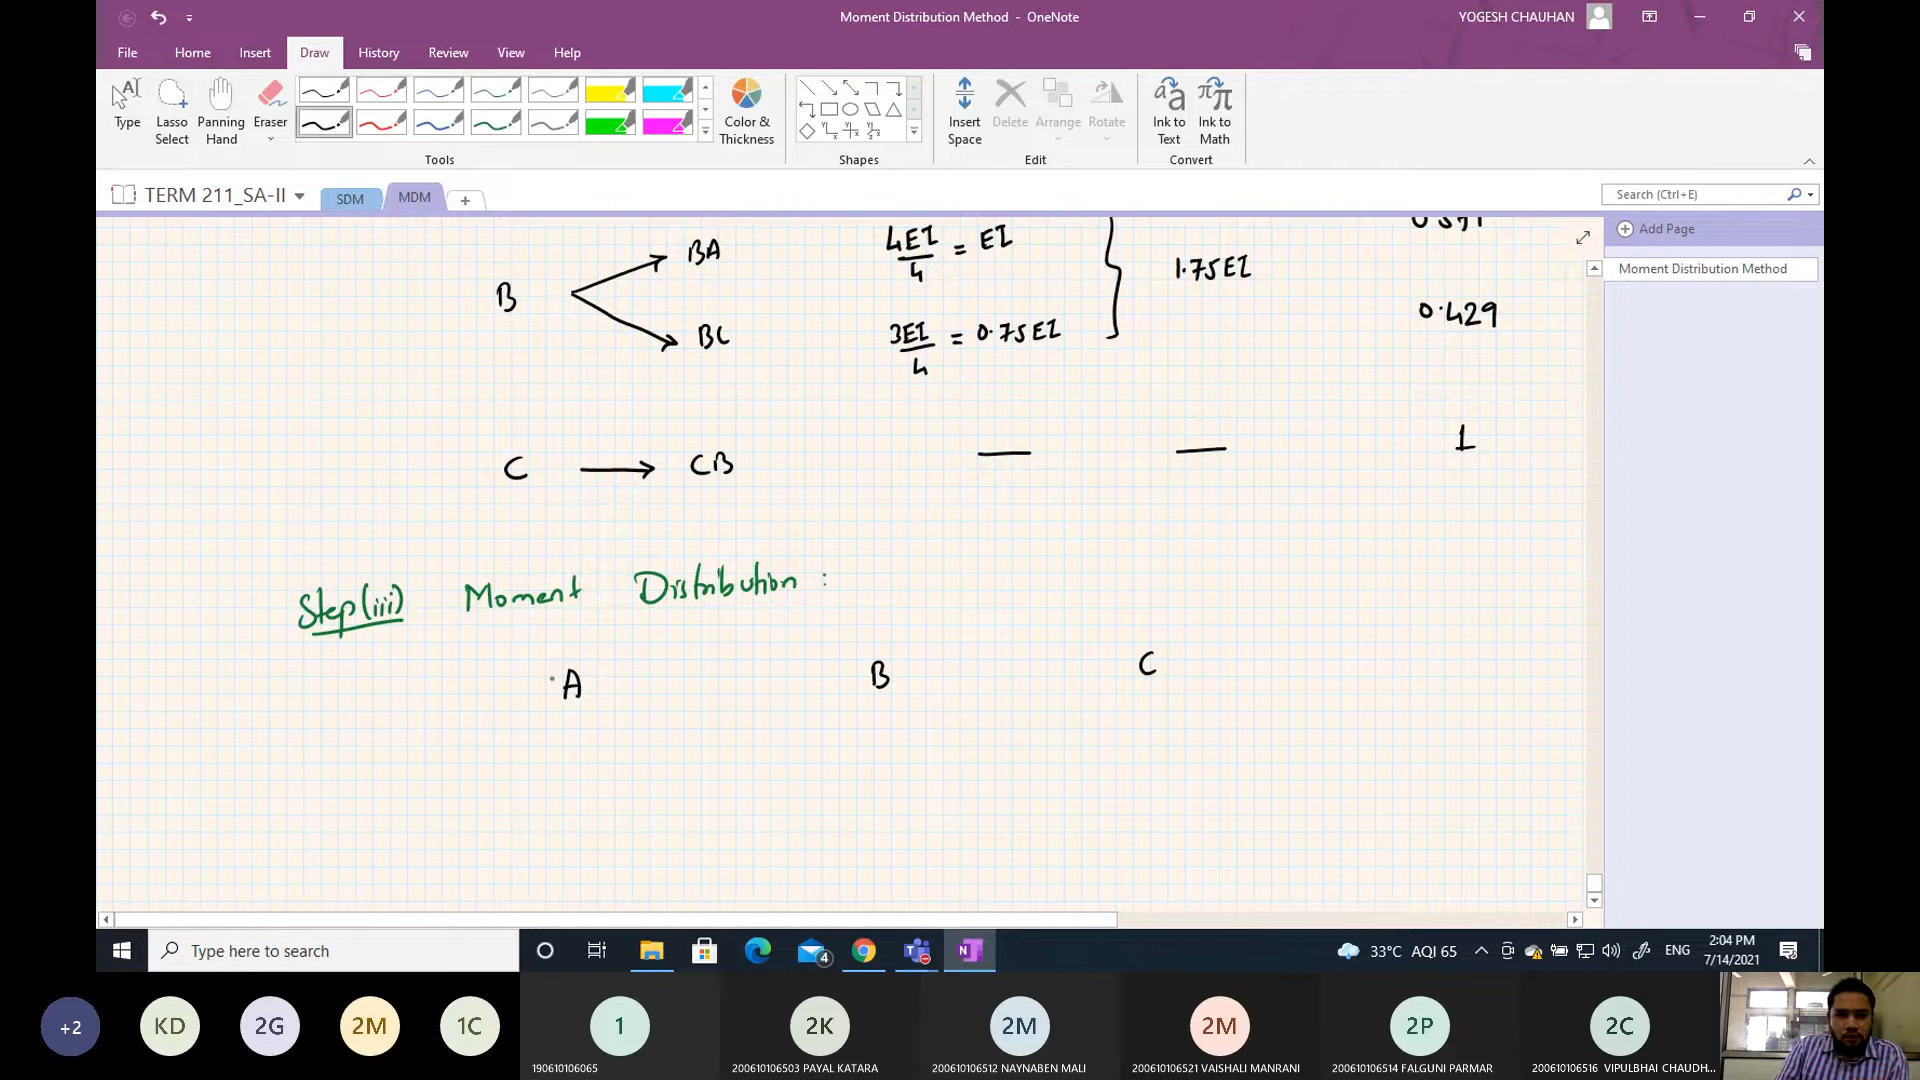 Moment Distribution Method - OneNote
YOGESH CHAUHAN
File Home Insert Draw History Review View Help
Type
Lasso Select
Panning Hand
Eraser
Color & Thickness
Insert Space
Delete
Arrange
Rotate
Ink to Text
Ink to Math
Tools
Shapes
Edit
Convert
TERM 211_SA-II
SDM
MDM
Search (Ctrl+E)
Add Page
Moment Distribution Method
B
BA
4EI/4 = EI
BC
3EI/4 = 0.75EI
1.75EI
0.429
C → CB — — 1
Step(iii) Moment Distribution :
A B C
Type here to search
4
33°C AQI 65
ENG
2:04 PM
7/14/2021
+2
KD
2G
2M
1C
1
2K
2M
2M
2P
2C
190610106065
200610106503 PAYAL KATARA
200610106512 NAYNABEN MALI
200610106521 VAISHALI MANRANI
200610106514 FALGUNI PARMAR
200610106516 VIPULBHAI CHAUDH...